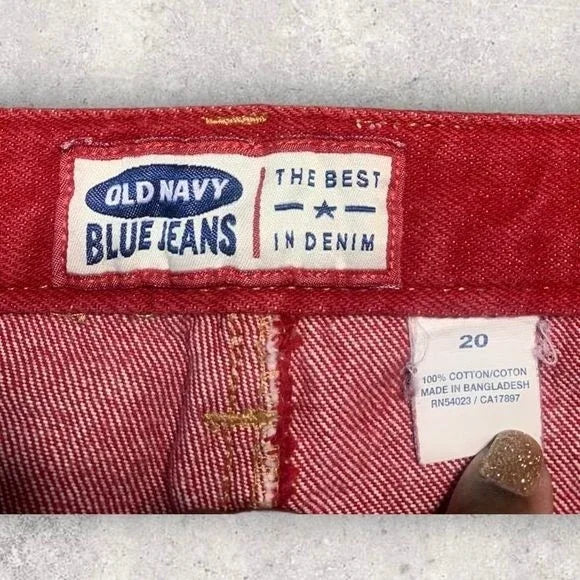 OLD NAVY
BLUE JEANS
THE BEST
IN DENIM
20
100% COTTON/COTON
MADE IN BANGLADESH
RN54023 / CA17897